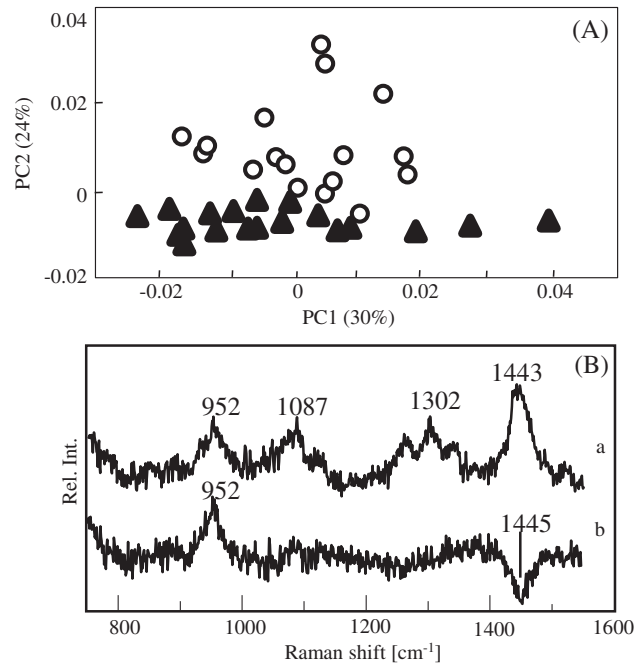 0.04
(A)
0.02
PC2 (24%)
0
-0.02
-0.02 0 0.02 0.04
PC1 (30%)
(B)
1443
952 1087 1302
a
Rel. Int.
952
1445
b
800 1000 1200 1400 1600
Raman shift [cm-1]